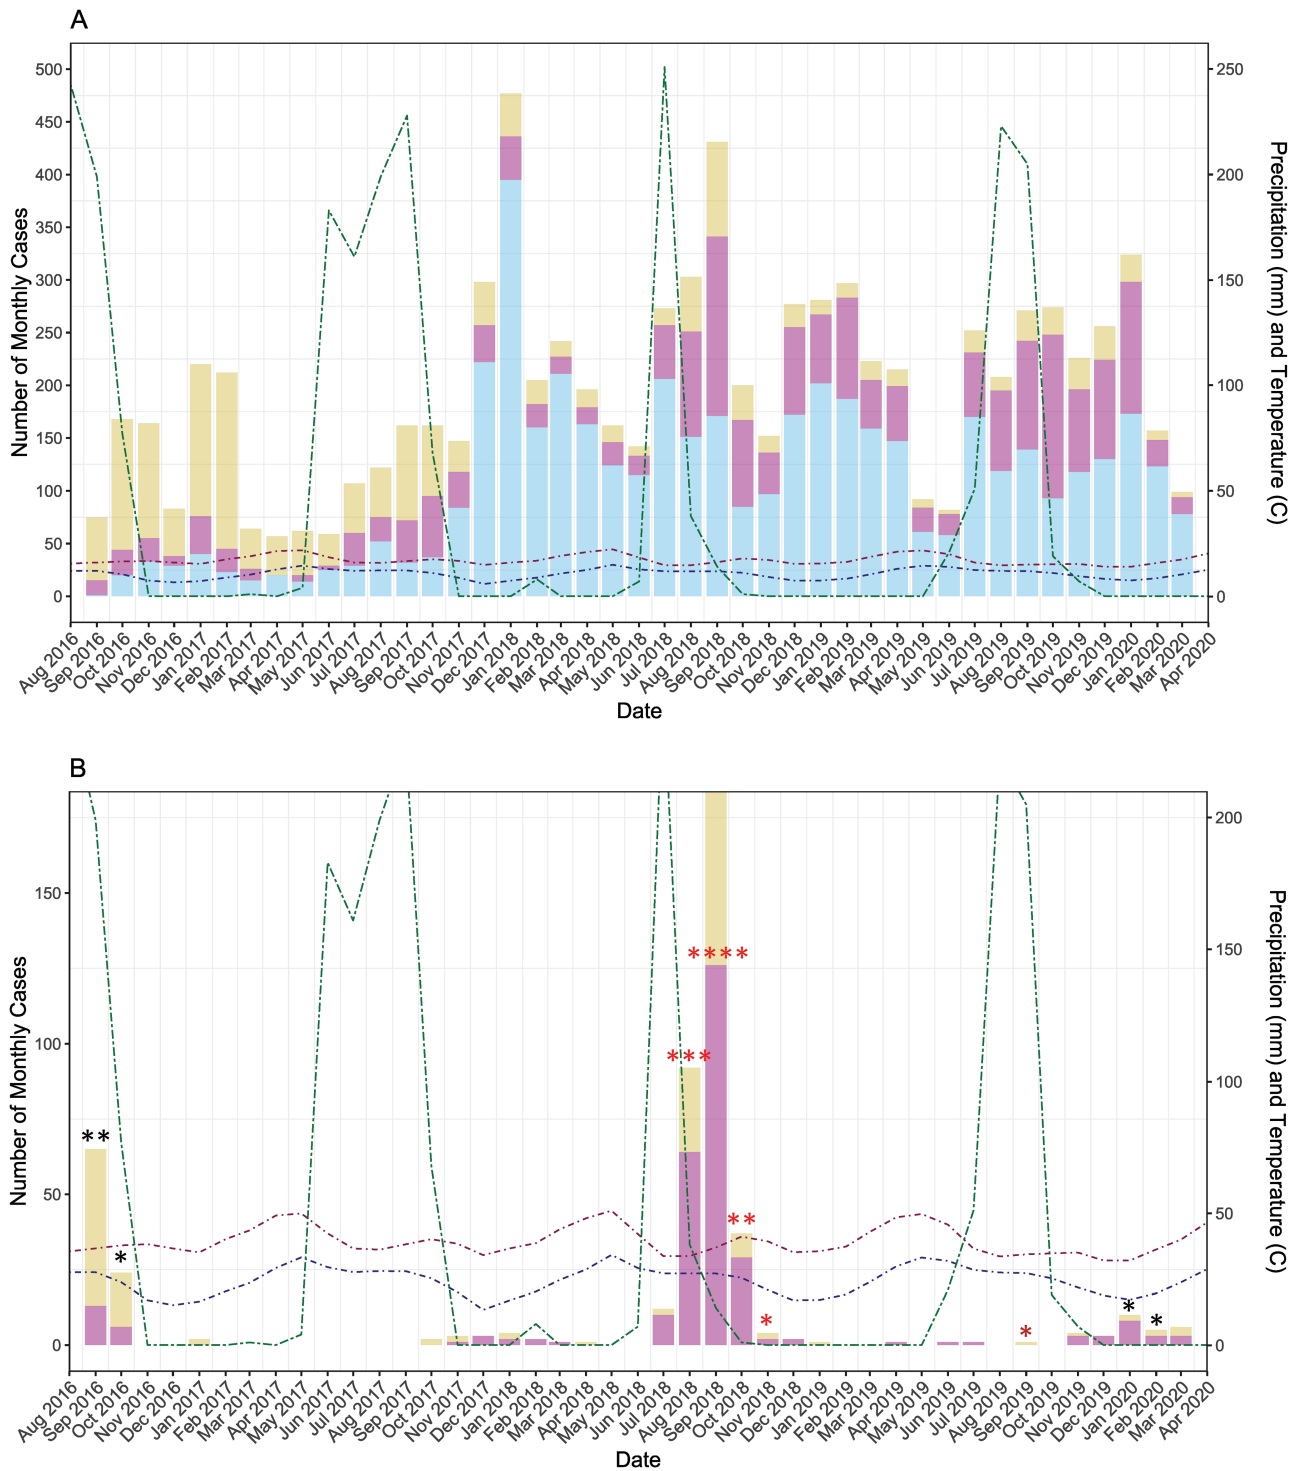 A
500
450
400
350
300
250
200
150
100
50
0
Number of Monthly Cases
250
200
150
100
50
0
Precipitation (mm) and Temperature (C)
Aug 2016
Sep 2016
Oct 2016
Nov 2016
Dec 2016
Jan 2017
Feb 2017
Mar 2017
Apr 2017
May 2017
Jun 2017
Jul 2017
Aug 2017
Sep 2017
Oct 2017
Nov 2017
Dec 2017
Jan 2018
Feb 2018
Mar 2018
Apr 2018
May 2018
Jun 2018
Jul 2018
Aug 2018
Sep 2018
Oct 2018
Nov 2018
Dec 2018
Jan 2019
Feb 2019
Mar 2019
Apr 2019
May 2019
Jun 2019
Jul 2019
Aug 2019
Sep 2019
Oct 2019
Nov 2019
Dec 2019
Jan 2020
Feb 2020
Mar 2020
Apr 2020
Date
B
150
100
50
0
Number of Monthly Cases
200
150
100
50
0
Precipitation (mm) and Temperature (C)
****
***
**
**
*
*
*
*
*
Aug 2016
Sep 2016
Oct 2016
Nov 2016
Dec 2016
Jan 2017
Feb 2017
Mar 2017
Apr 2017
May 2017
Jun 2017
Jul 2017
Aug 2017
Sep 2017
Oct 2017
Nov 2017
Dec 2017
Jan 2018
Feb 2018
Mar 2018
Apr 2018
May 2018
Jun 2018
Jul 2018
Aug 2018
Sep 2018
Oct 2018
Nov 2018
Dec 2018
Jan 2019
Feb 2019
Mar 2019
Apr 2019
May 2019
Jun 2019
Jul 2019
Aug 2019
Sep 2019
Oct 2019
Nov 2019
Dec 2019
Jan 2020
Feb 2020
Mar 2020
Apr 2020
Date